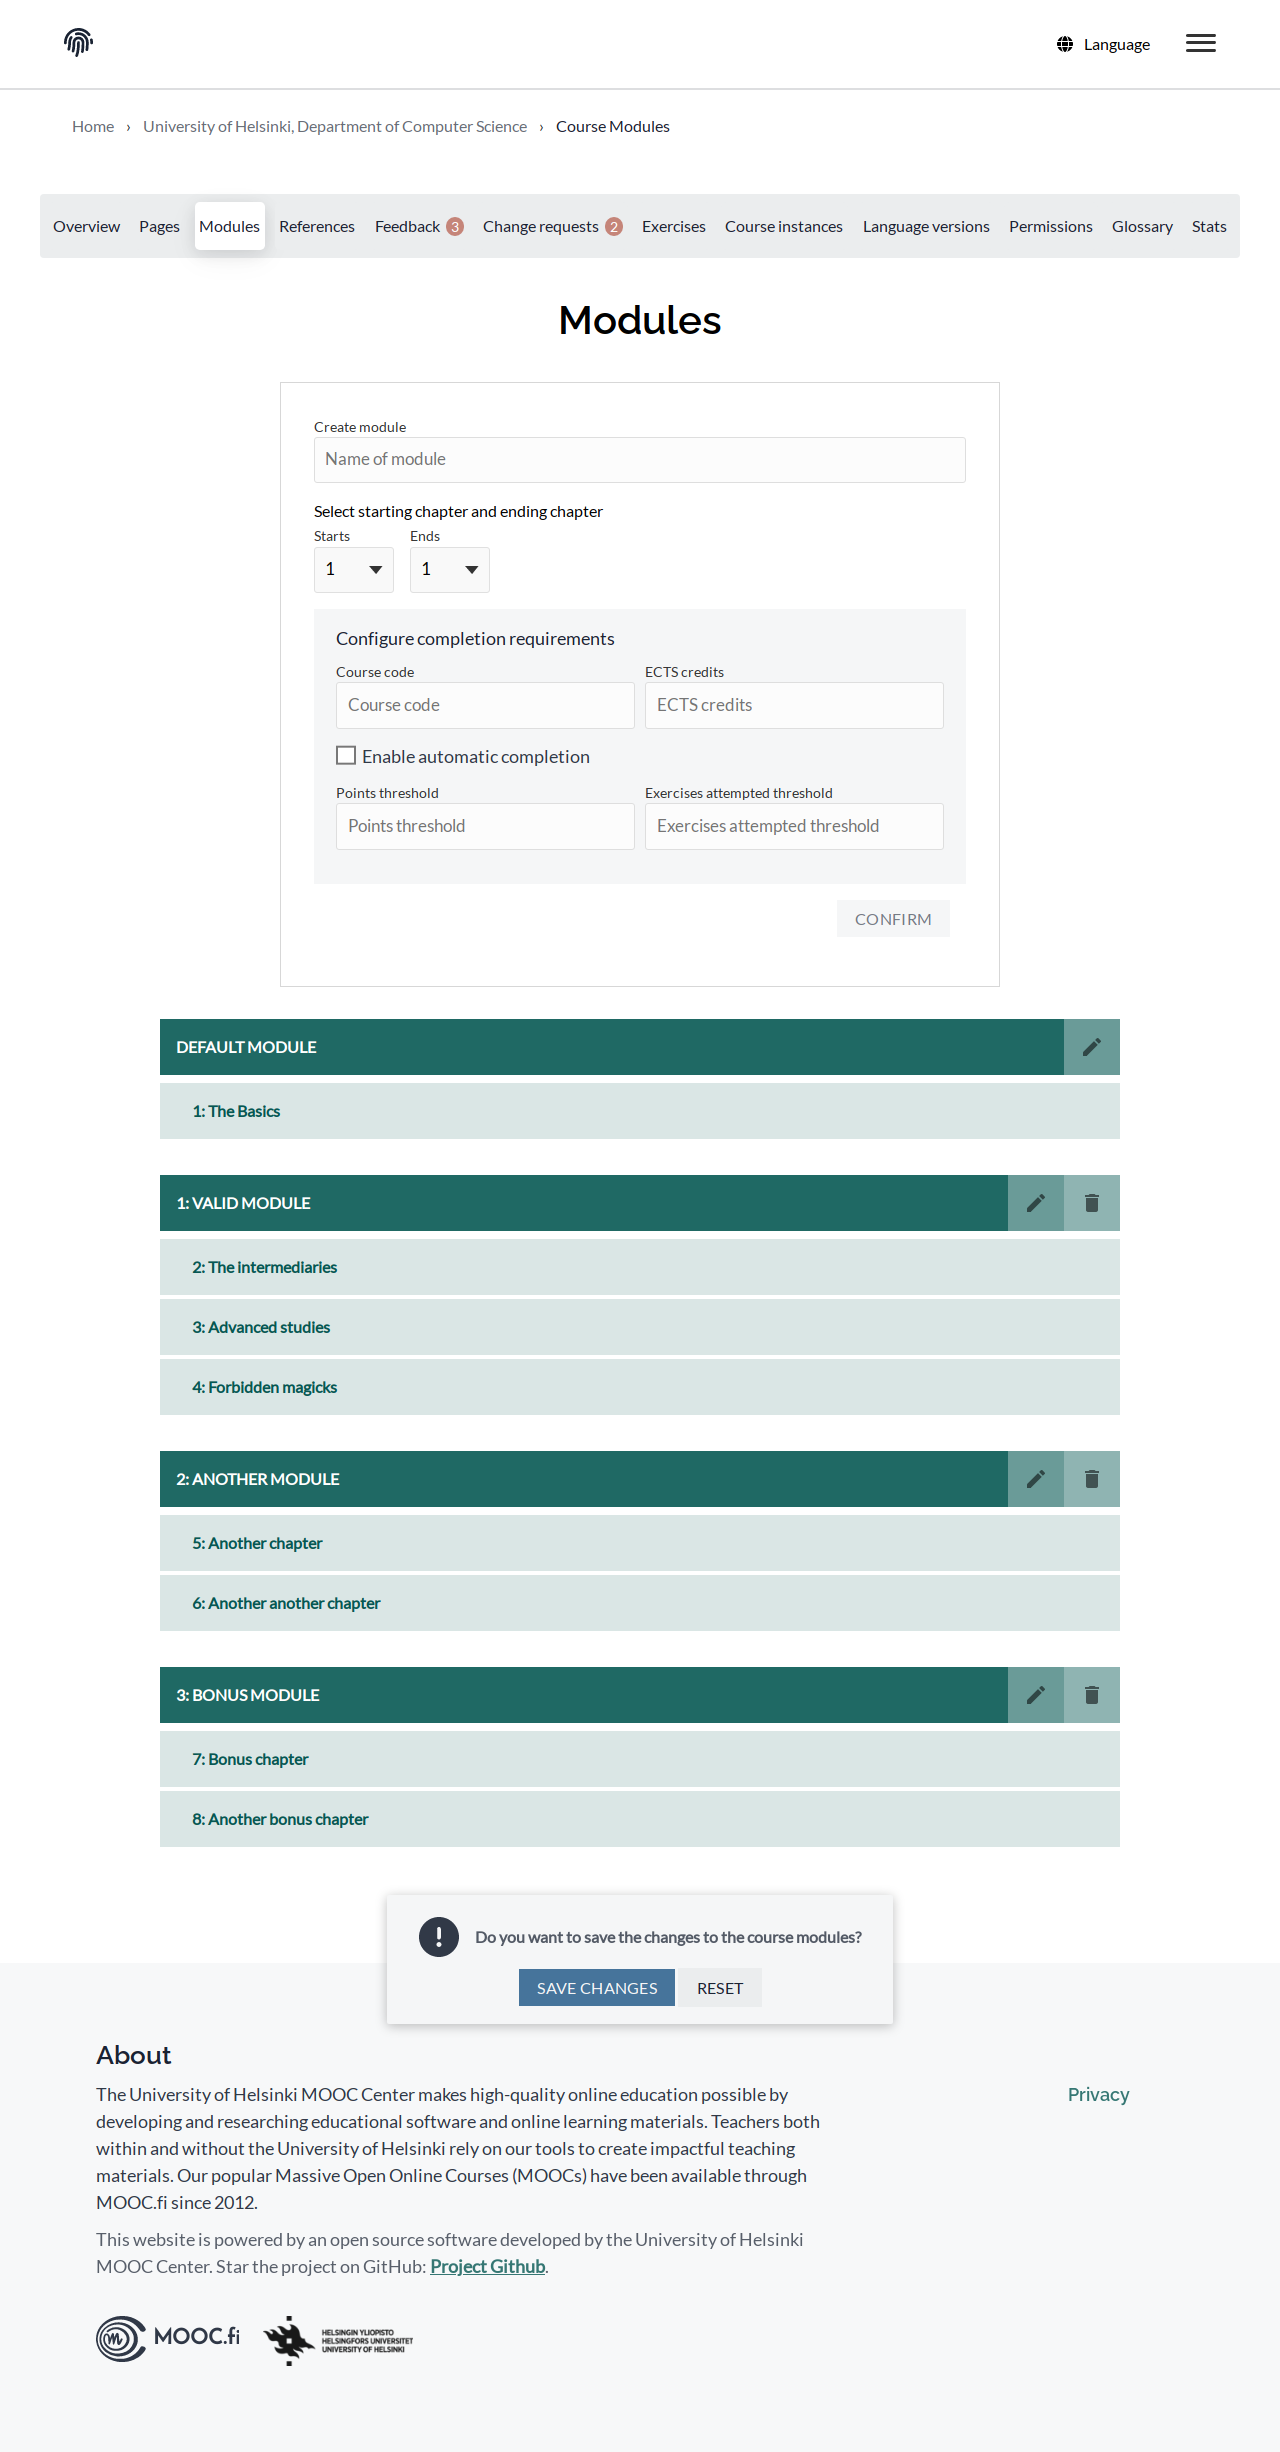 Language
Home › University of Helsinki, Department of Computer Science › Course Modules
Overview Pages Modules References Feedback 3 Change requests 2 Exercises Course instances Language versions Permissions Glossary Stats
Modules
Create module
Name of module
Select starting chapter and ending chapter
Starts Ends
1 1
Configure completion requirements
Course code ECTS credits
Course code ECTS credits
Enable automatic completion
Points threshold Exercises attempted threshold
Points threshold Exercises attempted threshold
CONFIRM
DEFAULT MODULE
1: The Basics
1: VALID MODULE
2: The intermediaries
3: Advanced studies
4: Forbidden magicks
2: ANOTHER MODULE
5: Another chapter
6: Another another chapter
3: BONUS MODULE
7: Bonus chapter
8: Another bonus chapter
Do you want to save the changes to the course modules?
SAVE CHANGES RESET
About
The University of Helsinki MOOC Center makes high-quality online education possible by
developing and researching educational software and online learning materials. Teachers both
within and without the University of Helsinki rely on our tools to create impactful teaching
materials. Our popular Massive Open Online Courses (MOOCs) have been available through
MOOC.fi since 2012.
Privacy
This website is powered by an open source software developed by the University of Helsinki
MOOC Center. Star the project on GitHub: Project Github.
MOOC.fi
HELSINGIN YLIOPISTO
HELSINGFORS UNIVERSITET
UNIVERSITY OF HELSINKI